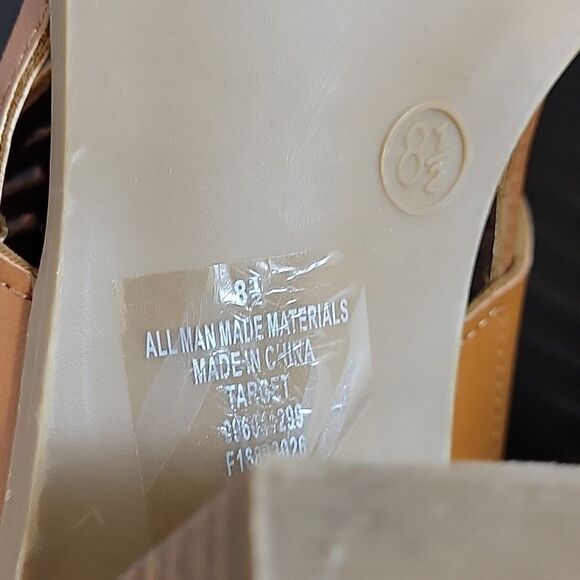 8½
8½
ALL MAN MADE MATERIALS
MADE IN CHINA
TARGET